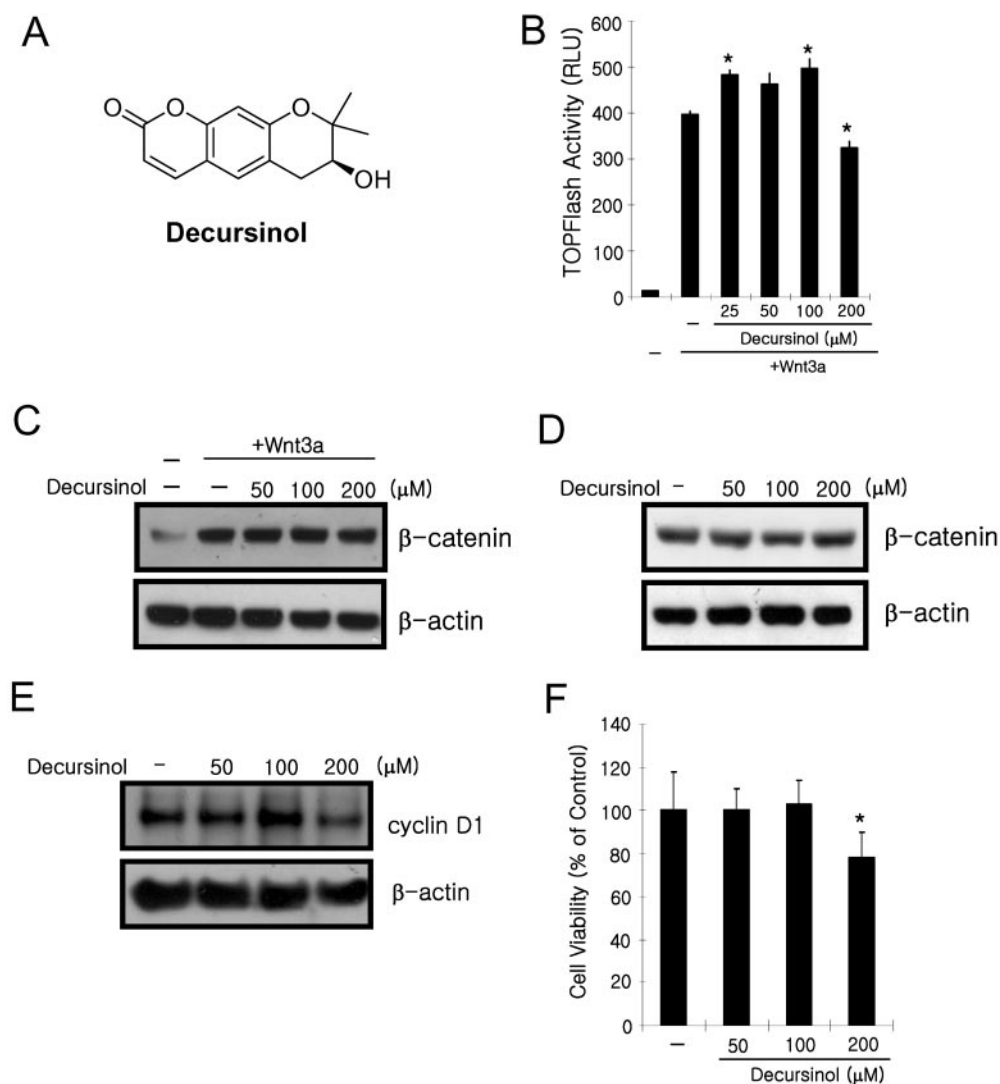 A
O
O
O
OH
Decursinol
B
TOPFlash Activity (RLU)
600
500
400
300
200
100
0
*
*
*
25 50 100 200
–
Decursinol (μM)
–
+Wnt3a
C
– +Wnt3a
Decursinol – – 50 100 200 (μM)
β-catenin
β-actin
D
Decursinol – 50 100 200 (μM)
β-catenin
β-actin
E
Decursinol – 50 100 200 (μM)
cyclin D1
β-actin
F
Cell Viability (% of Control)
140
120
100
80
60
40
20
0
*
– 50 100 200
Decursinol (μM)